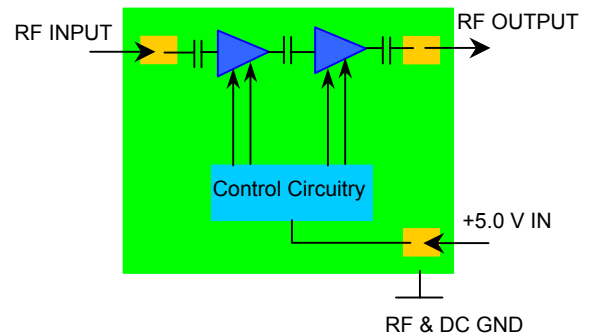 RF INPUT
RF OUTPUT
Control Circuitry
+5.0 V IN
RF & DC GND